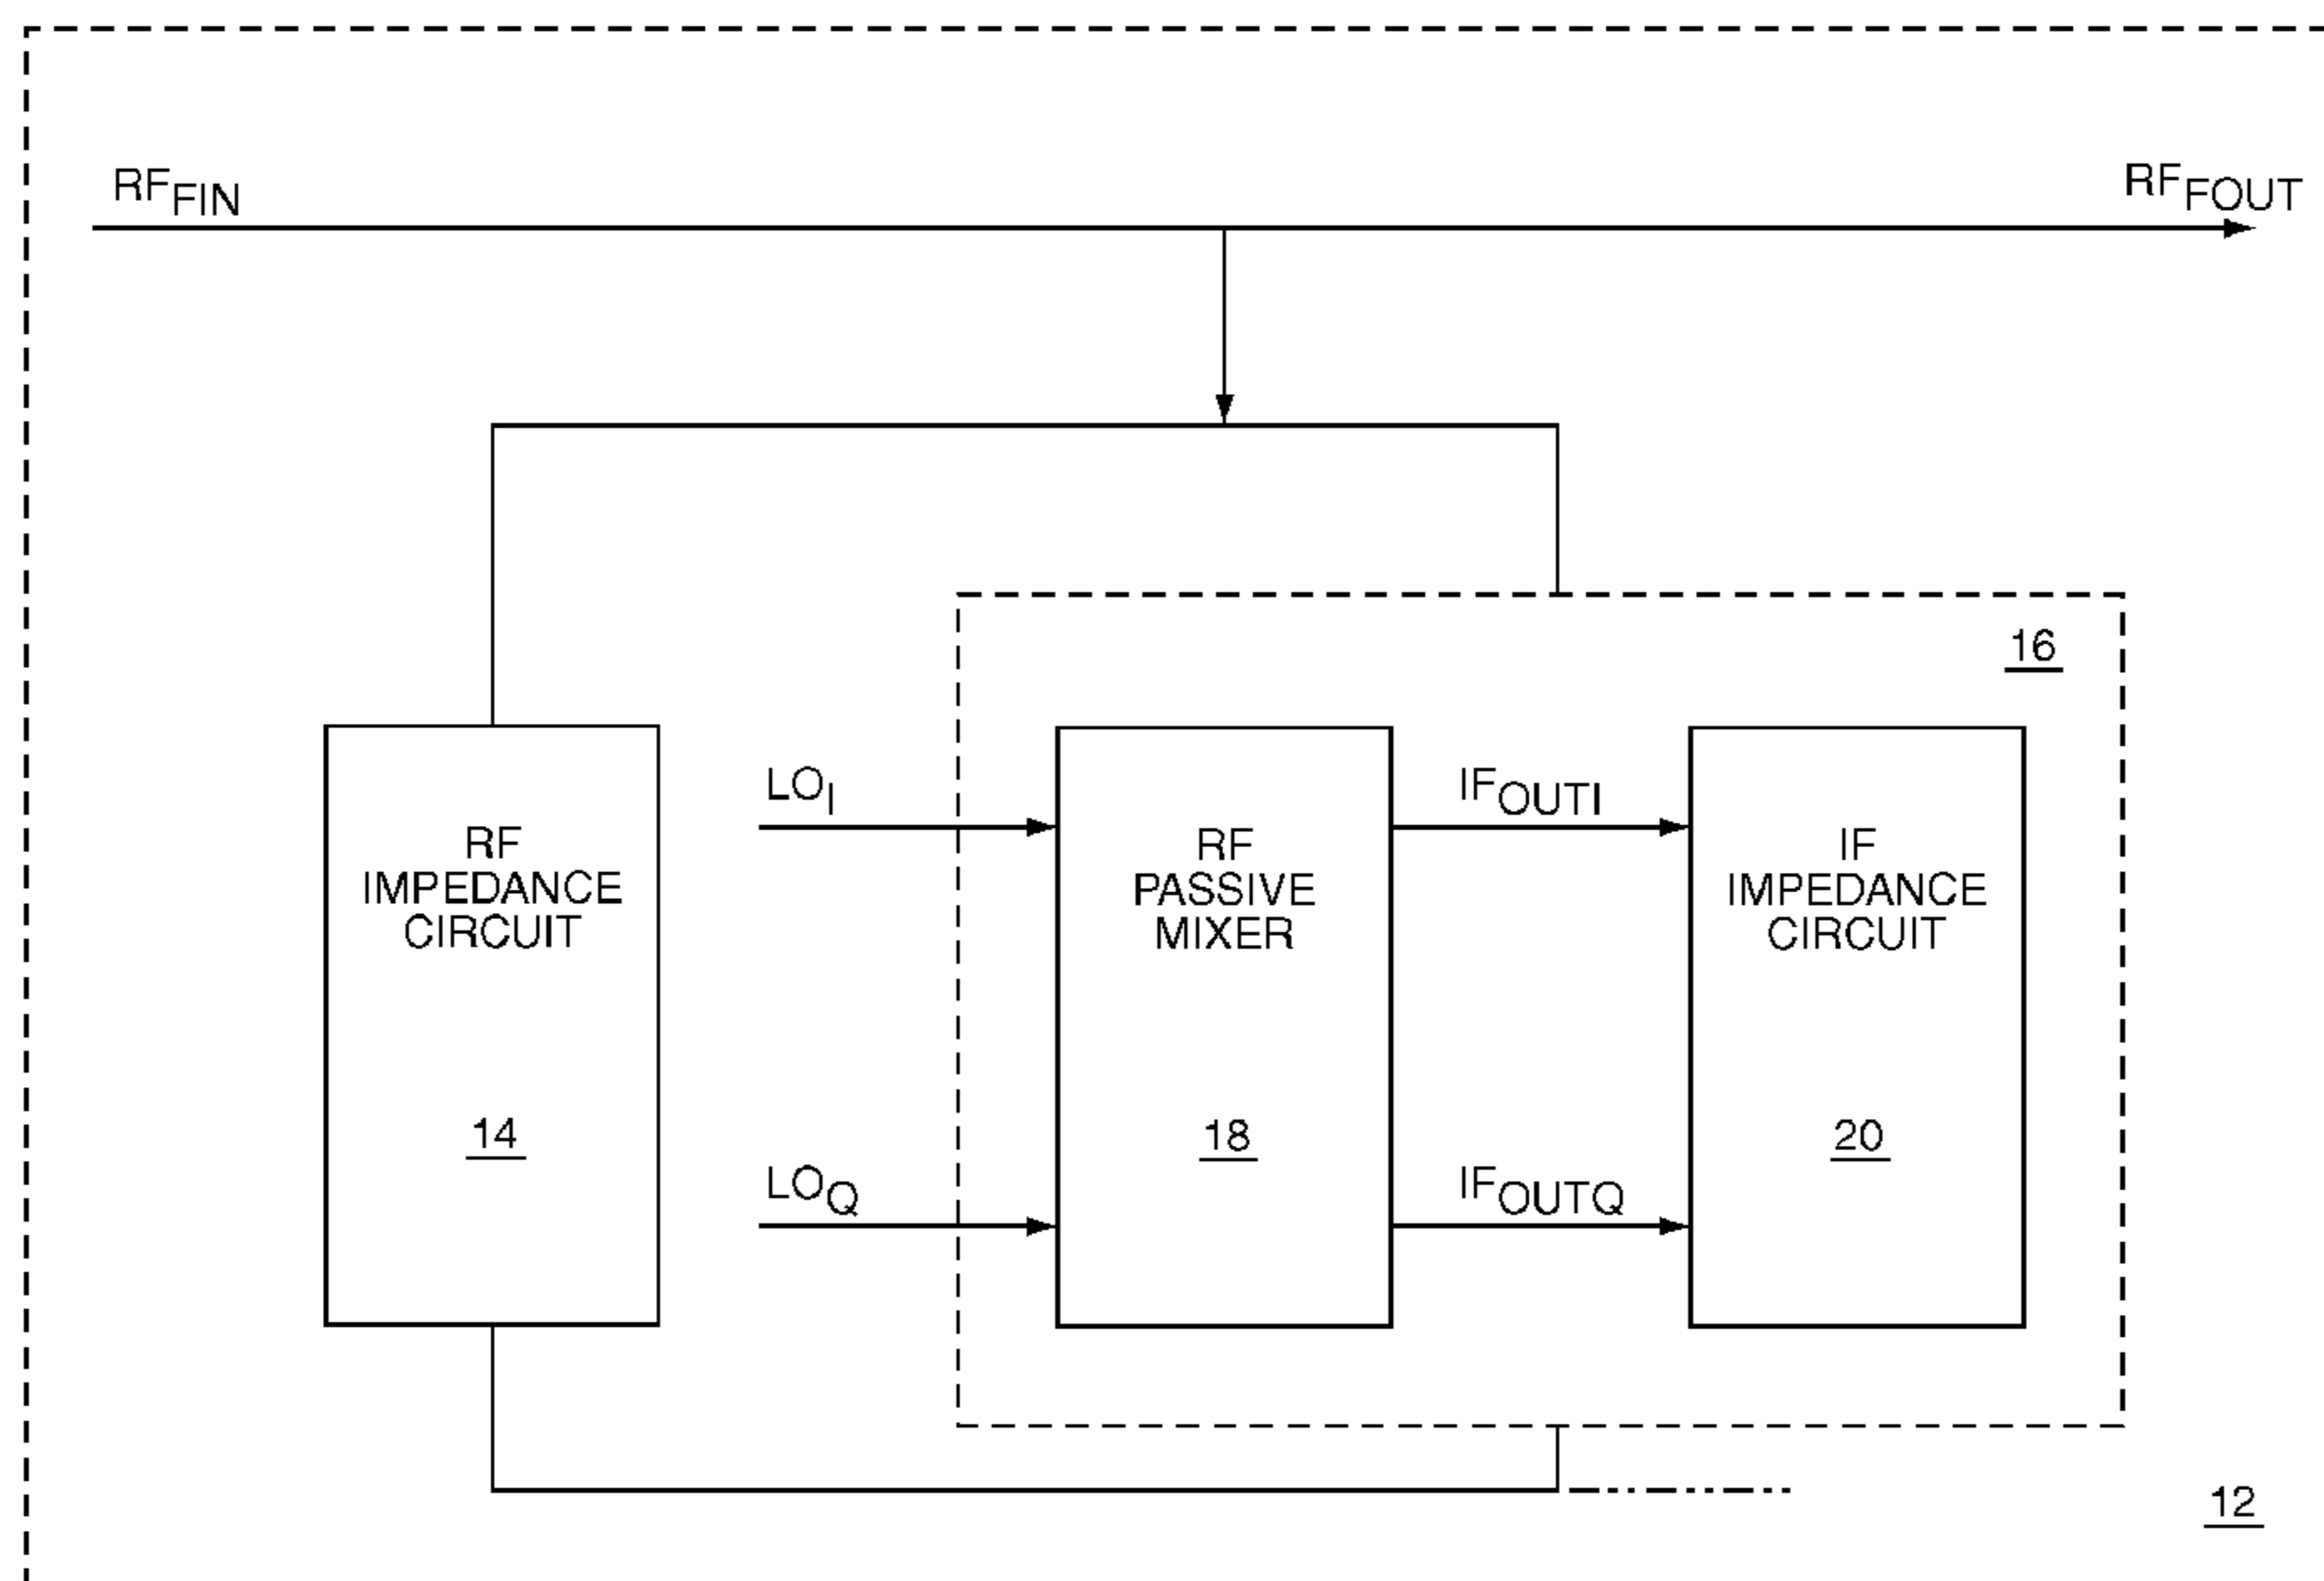 RFFIN
RFFOUT
16
LOI
IFOUTI
RF
IMPEDANCE
CIRCUIT
RF
PASSIVE
MIXER
IF
IMPEDANCE
CIRCUIT
14
18
20
LOQ
IFOUTQ
12